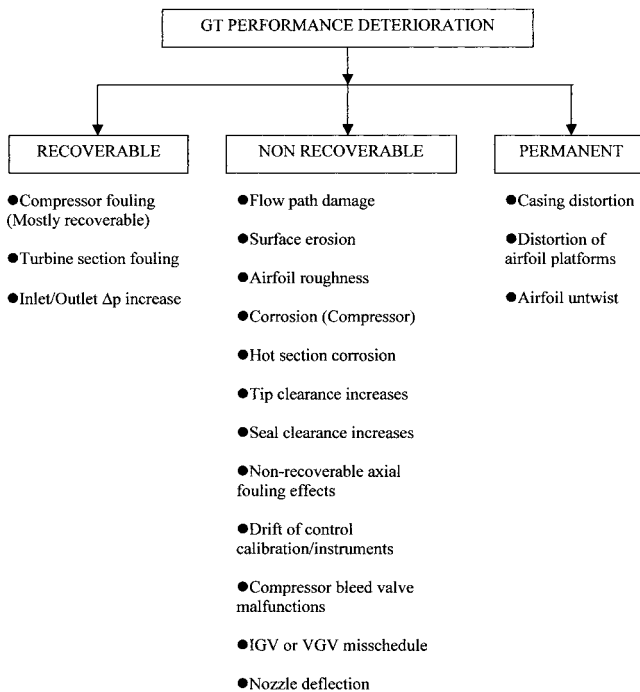 GT PERFORMANCE DETERIORATION
RECOVERABLE
●Compressor fouling
(Mostly recoverable)
●Turbine section fouling
●Inlet/Outlet Δp increase
NON RECOVERABLE
●Flow path damage
●Surface erosion
●Airfoil roughness
●Corrosion (Compressor)
●Hot section corrosion
●Tip clearance increases
●Seal clearance increases
●Non-recoverable axial
fouling effects
●Drift of control
calibration/instruments
●Compressor bleed valve
malfunctions
●IGV or VGV misschedule
●Nozzle deflection
PERMANENT
●Casing distortion
●Distortion of
airfoil platforms
●Airfoil untwist